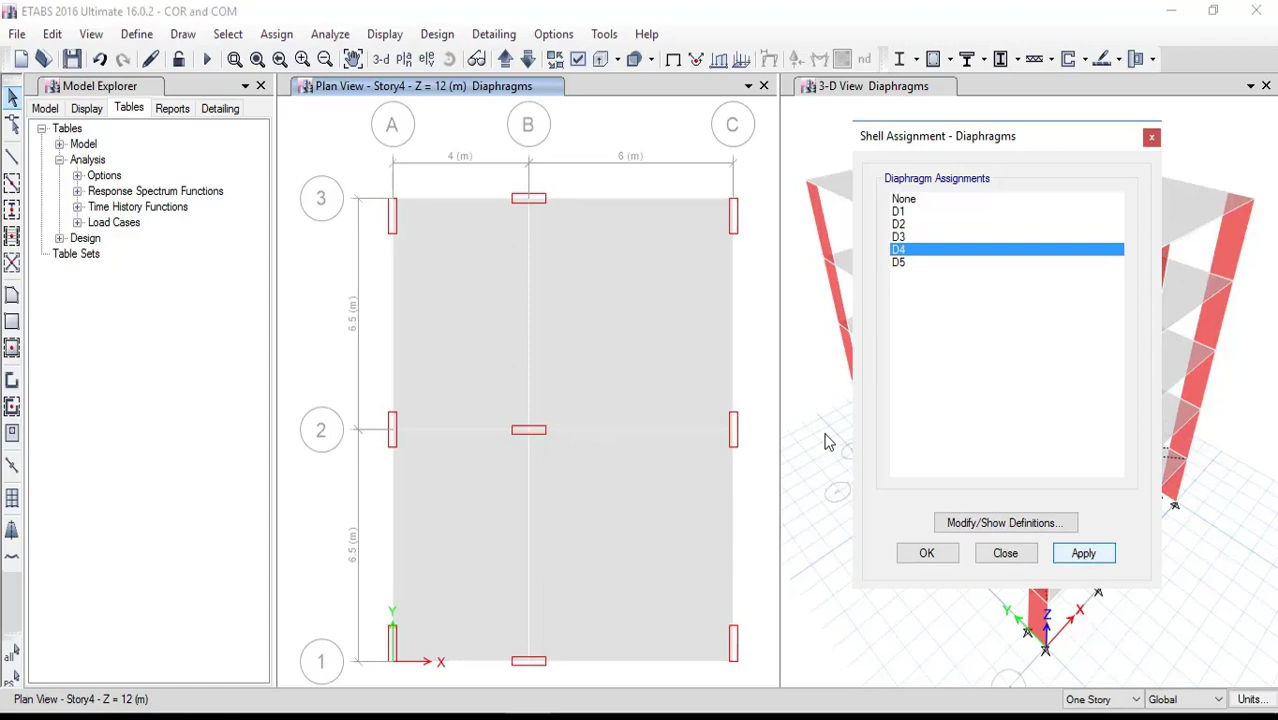 ETABS 2016 Ultimate 16.0.2 - COR and COM
File Edit View Define Draw Select Assign Analyze Display Design Detailing Options Tools Help
3-d
nd
Model Explorer
Plan View - Story4 - Z = 12 (m) Diaphragms
3-D View Diaphragms
Model Display Tables Reports Detailing
Tables
Model
Analysis
Options
Response Spectrum Functions
Time History Functions
Load Cases
Design
Table Sets
A B C
4 (m) 6 (m)
3
6.5 (m)
2
6.5 (m)
1
Y
X
Shell Assignment - Diaphragms
Diaphragm Assignments
None
D1
D2
D3
D4
D5
Modify/Show Definitions...
OK Close Apply
Y Z X
all
Plan View - Story4 - Z = 12 (m)
One Story Global Units...